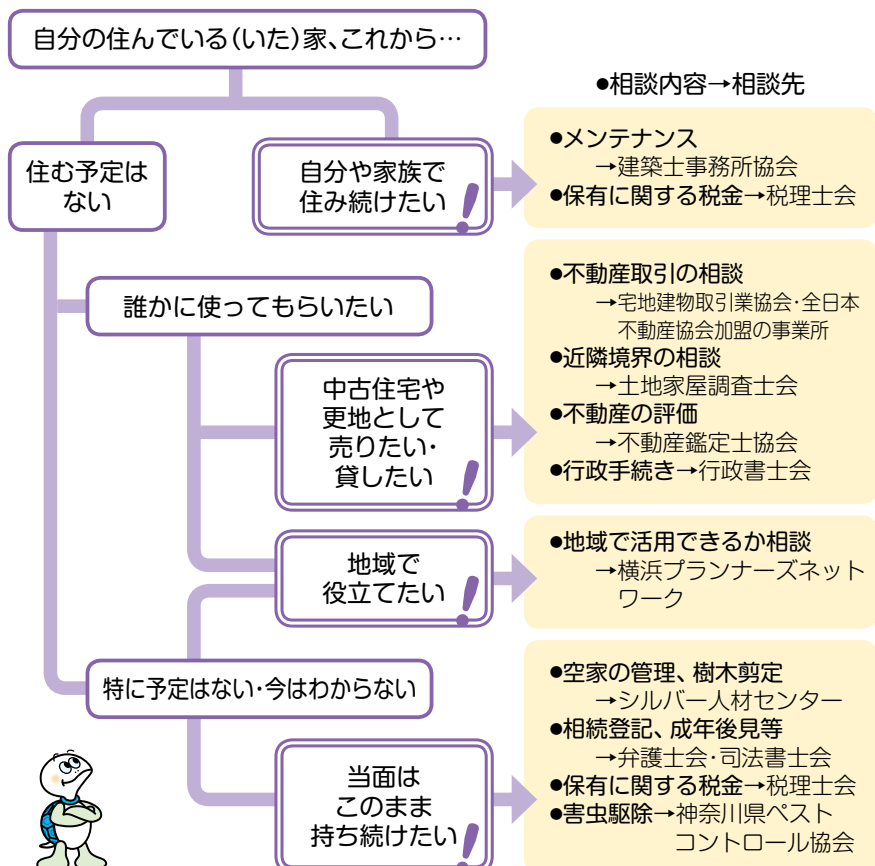 自分の住んでいる(いた)家、これから…
●相談内容→相談先
住む予定は
ない
自分や家族で
住み続けたい
!
●メンテナンス
→建築士事務所協会
●保有に関する税金→税理士会
誰かに使ってもらいたい
中古住宅や
更地として
売りたい・
貸したい
!
●不動産取引の相談
→宅地建物取引業協会・全日本
不動産協会加盟の事業所
●近隣境界の相談
→土地家屋調査士会
●不動産の評価
→不動産鑑定士協会
●行政手続き→行政書士会
地域で
役立てたい
!
●地域で活用できるか相談
→横浜プランナーズネット
ワーク
特に予定はない・今はわからない
当面は
このまま
持ち続けたい
!
●空家の管理、樹木剪定
→シルバー人材センター
●相続登記、成年後見等
→弁護士会・司法書士会
●保有に関する税金→税理士会
●害虫駆除→神奈川県ペスト
コントロール協会